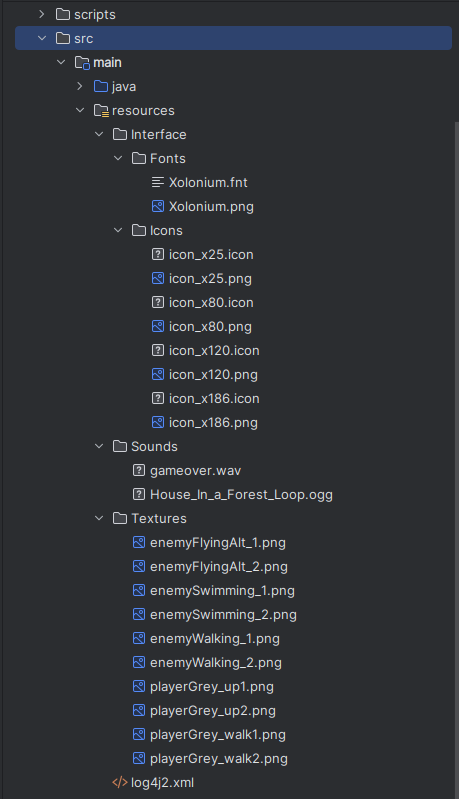 scripts
src
main
java
resources
Interface
Fonts
Xolonium.fnt
Xolonium.png
Icons
icon_x25.icon
icon_x25.png
icon_x80.icon
icon_x80.png
icon_x120.icon
icon_x120.png
icon_x186.icon
icon_x186.png
Sounds
gameover.wav
House_In_a_Forest_Loop.ogg
Textures
enemyFlyingAlt_1.png
enemyFlyingAlt_2.png
enemySwimming_1.png
enemySwimming_2.png
enemyWalking_1.png
enemyWalking_2.png
playerGrey_up1.png
playerGrey_up2.png
playerGrey_walk1.png
playerGrey_walk2.png
log4j2.xml